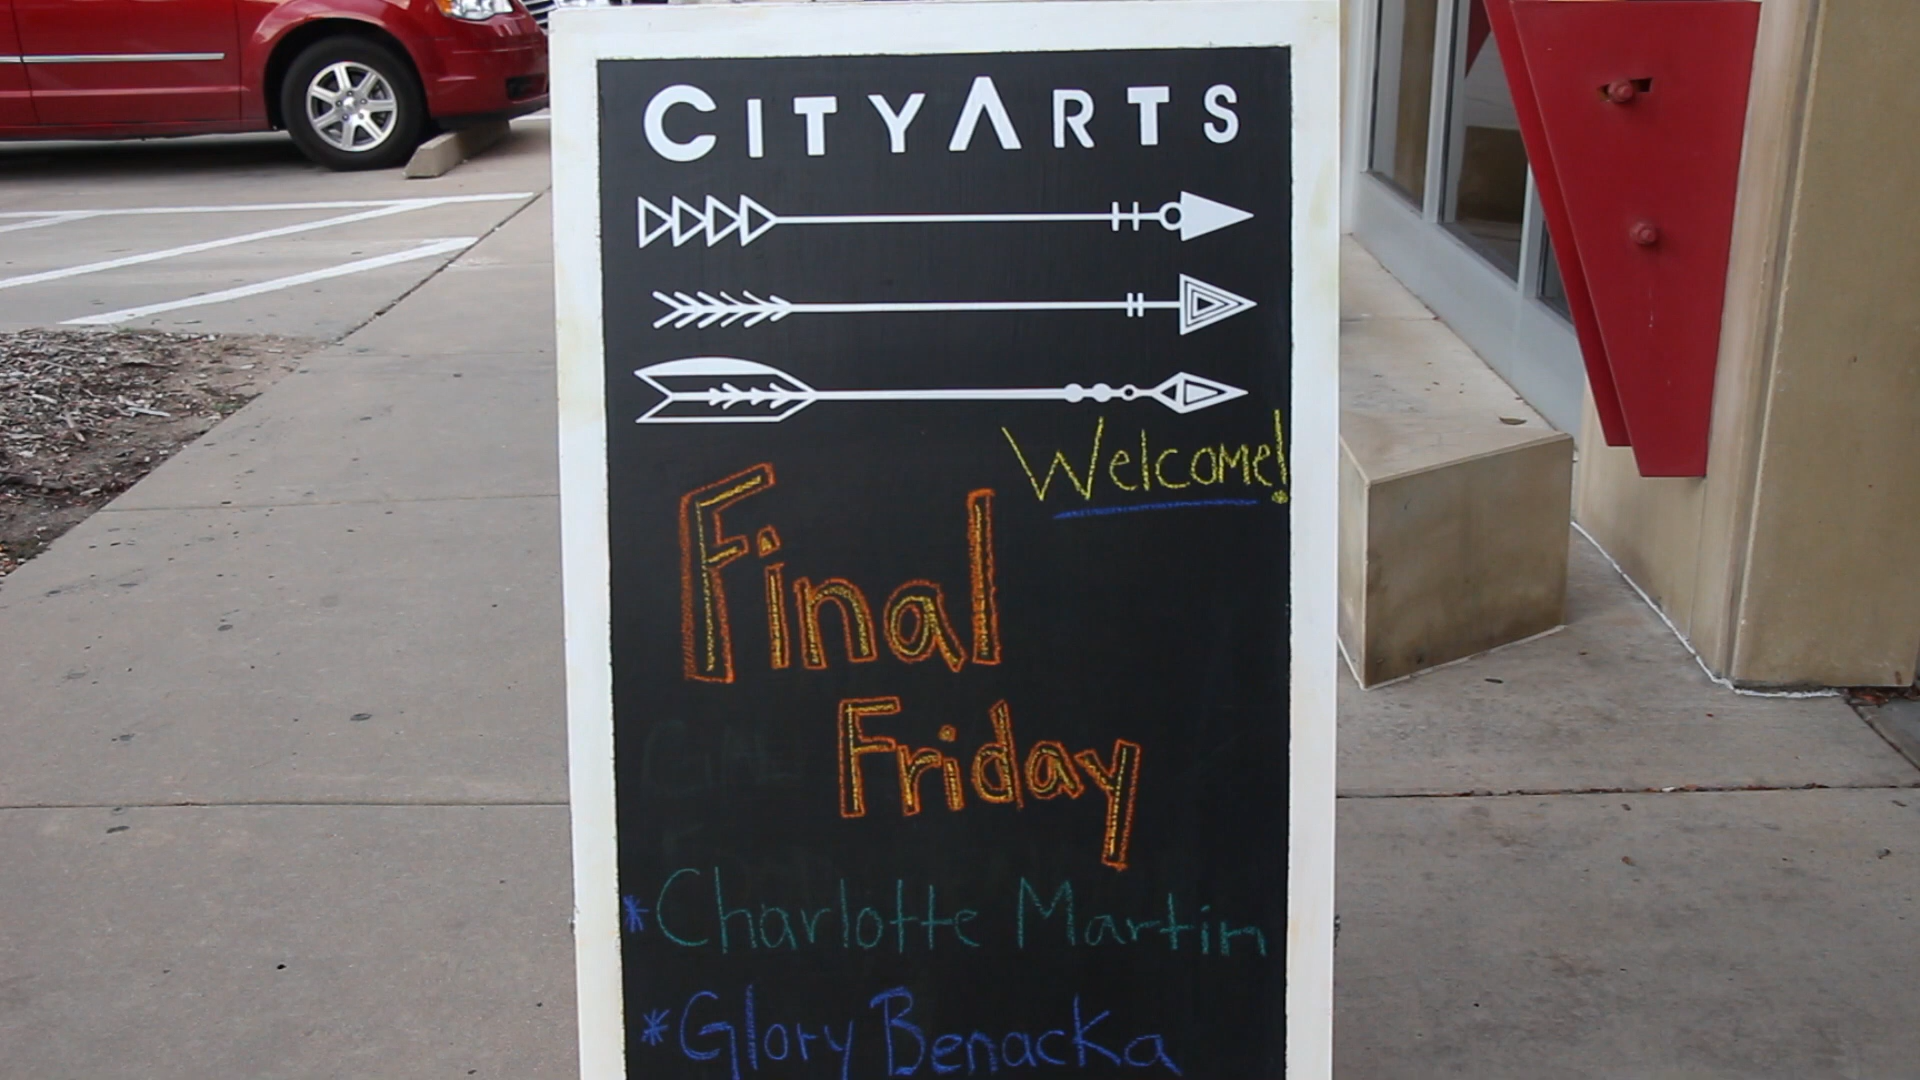 CITYARTS
Welcome!
Final
Friday
*Charlotte Martin
*Glory Benacka